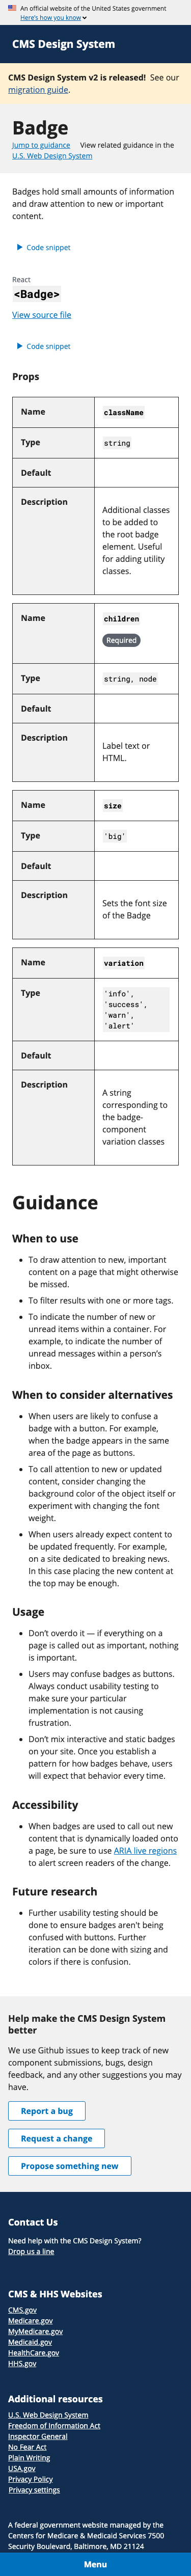 An official website of the United States government
Here's how you know
CMS Design System
CMS Design System v2 is released! See our
migration guide.
Badge
Jump to guidance View related guidance in the
U.S. Web Design System
Badges hold small amounts of information
and draw attention to new or important
content.
Code snippet
React
<Badge>
View source file
Code snippet
Props
Name className
Type string
Default
Description
Additional classes
to be added to
the root badge
element. Useful
for adding utility
classes.
Name children
Required
Type string, node
Default
Description
Label text or
HTML.
Name size
Type 'big'
Default
Description
Sets the font size
of the Badge
Name variation
Type 'info',
'success',
'warn',
'alert'
Default
Description
A string
corresponding to
the badge-
component
variation classes
Guidance
When to use
• To draw attention to new, important
content on a page that might otherwise
be missed.
• To filter results with one or more tags.
• To indicate the number of new or
unread items within a container. For
example, to indicate the number of
unread messages within a person's
inbox.
When to consider alternatives
• When users are likely to confuse a
badge with a button. For example,
when the badge appears in the same
area of the page as buttons.
• To call attention to new or updated
content, consider changing the
background color of the object itself or
experiment with changing the font
weight.
• When users already expect content to
be updated frequently. For example,
on a site dedicated to breaking news.
In this case placing the new content at
the top may be enough.
Usage
• Don't overdo it — if everything on a
page is called out as important, nothing
is important.
• Users may confuse badges as buttons.
Always conduct usability testing to
make sure your particular
implementation is not causing
frustration.
• Don't mix interactive and static badges
on your site. Once you establish a
pattern for how badges behave, users
will expect that behavior every time.
Accessibility
• When badges are used to call out new
content that is dynamically loaded onto
a page, be sure to use ARIA live regions
to alert screen readers of the change.
Future research
• Further usability testing should be
done to ensure badges aren't being
confused with buttons. Further
iteration can be done with sizing and
colors if there is confusion.
Help make the CMS Design System
better
We use Github issues to keep track of new
component submissions, bugs, design
feedback, and any other suggestions you may
have.
Report a bug
Request a change
Propose something new
Contact Us
Need help with the CMS Design System?
Drop us a line
CMS & HHS Websites
CMS.gov
Medicare.gov
MyMedicare.gov
Medicaid.gov
HealthCare.gov
HHS.gov
Additional resources
U.S. Web Design System
Freedom of Information Act
Inspector General
No Fear Act
Plain Writing
USA.gov
Privacy Policy
Privacy settings
A federal government website managed by the
Centers for Medicare & Medicaid Services 7500
Security Boulevard, Baltimore, MD 21124
Menu